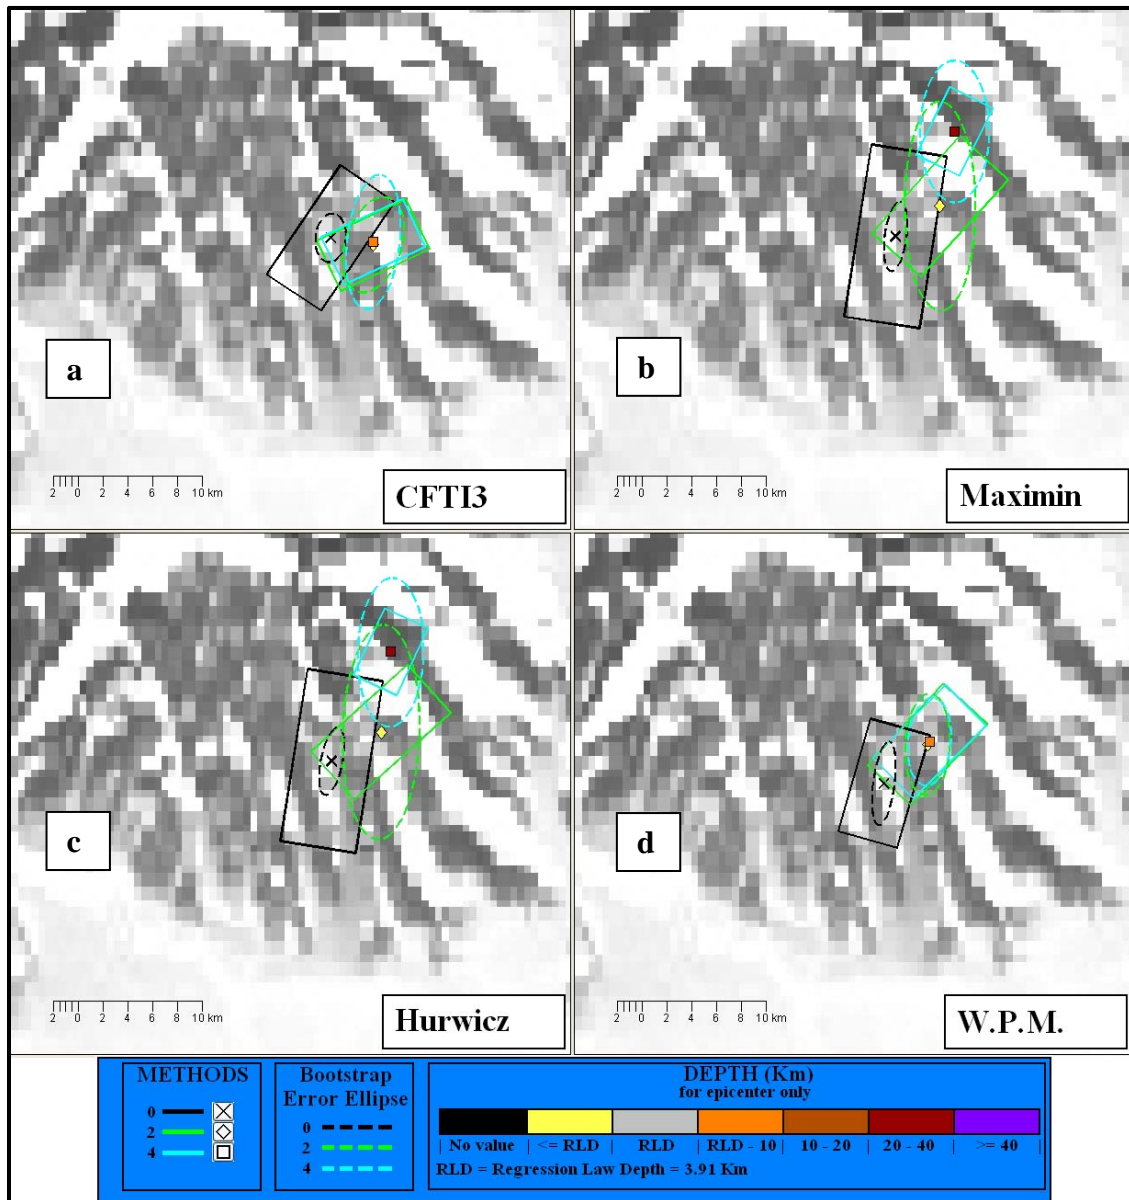 a
2 0 2 4 6 8 10 km
CFTI3
b
2 0 2 4 6 8 10 km
Maximin
c
2 0 2 4 6 8 10 km
Hurwicz
d
2 0 2 4 6 8 10 km
W.P.M.
METHODS
0
2
4
Bootstrap
Error Ellipse
0
2
4
DEPTH (Km)
for epicenter only
| No value | <= RLD | RLD | RLD - 10 | 10 - 20 | 20 - 40 | >= 40 |
RLD = Regression Law Depth = 3.91 Km